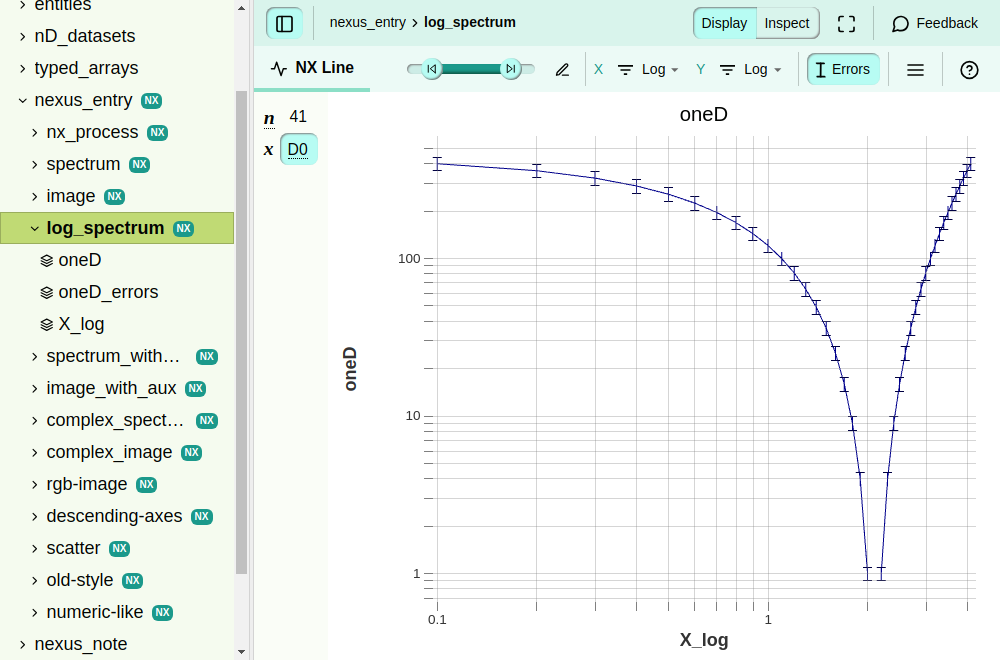 entities
nD_datasets
typed_arrays
nexus_entry NX
nx_process NX
spectrum NX
image NX
log_spectrum NX
oneD
oneD_errors
X_log
spectrum_with… NX
image_with_aux NX
complex_spect… NX
complex_image NX
rgb-image NX
descending-axes NX
scatter NX
old-style NX
numeric-like NX
nexus_note
nexus_entry › log_spectrum
Display Inspect
Feedback
NX Line
X Log
Y Log
Errors
n 41
x D0
oneD
100
10
1
oneD
0.1 1
X_log